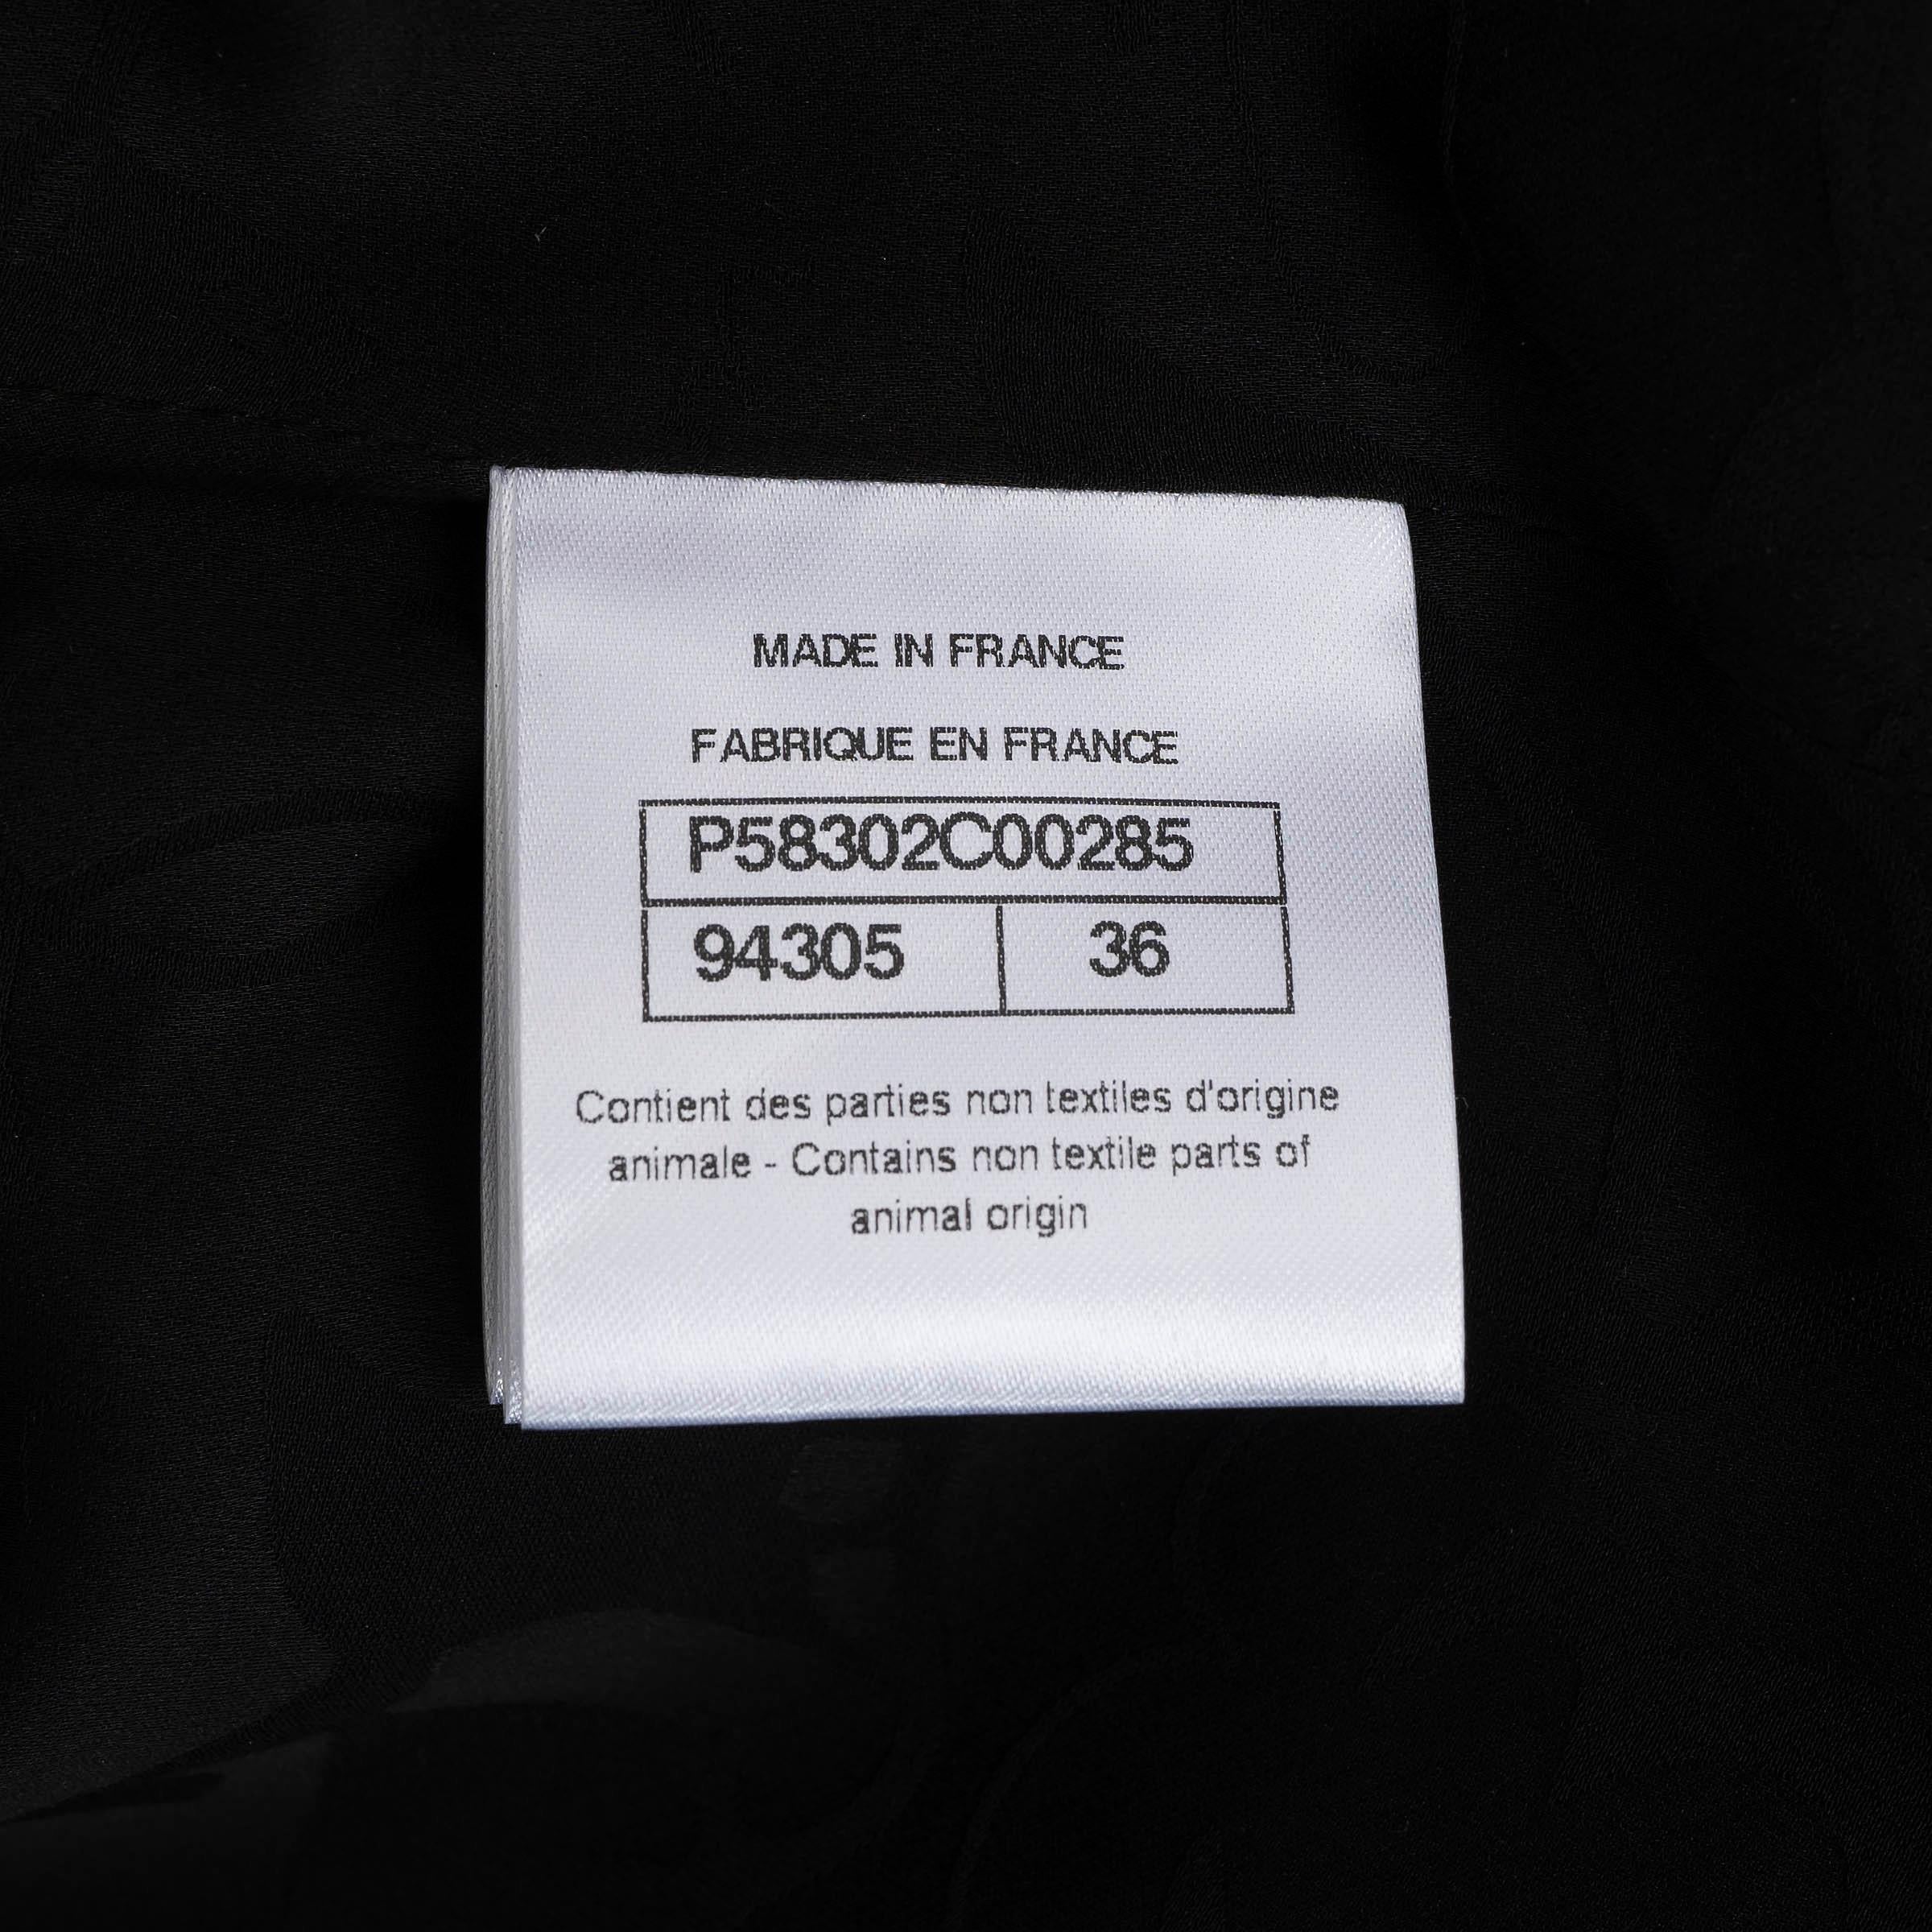 MADE IN FRANCE
FABRIQUE EN FRANCE
P58302C00285
94305 36
Contient des parties non textiles d'origine
animale - Contains non textile parts of
animal origin